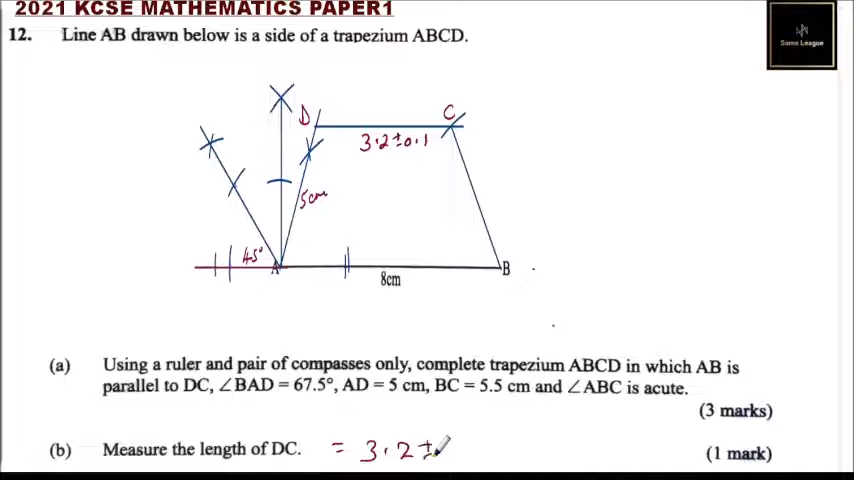 2021 KCSE MATHEMATICS PAPER1
12. Line AB drawn below is a side of a trapezium ABCD.
Some League
D C
3.2±0.1
5cm
45°
A B
8cm
(a) Using a ruler and pair of compasses only, complete trapezium ABCD in which AB is
parallel to DC, ∠BAD = 67.5°, AD = 5 cm, BC = 5.5 cm and ∠ABC is acute.
(3 marks)
(b) Measure the length of DC. = 3.2± (1 mark)